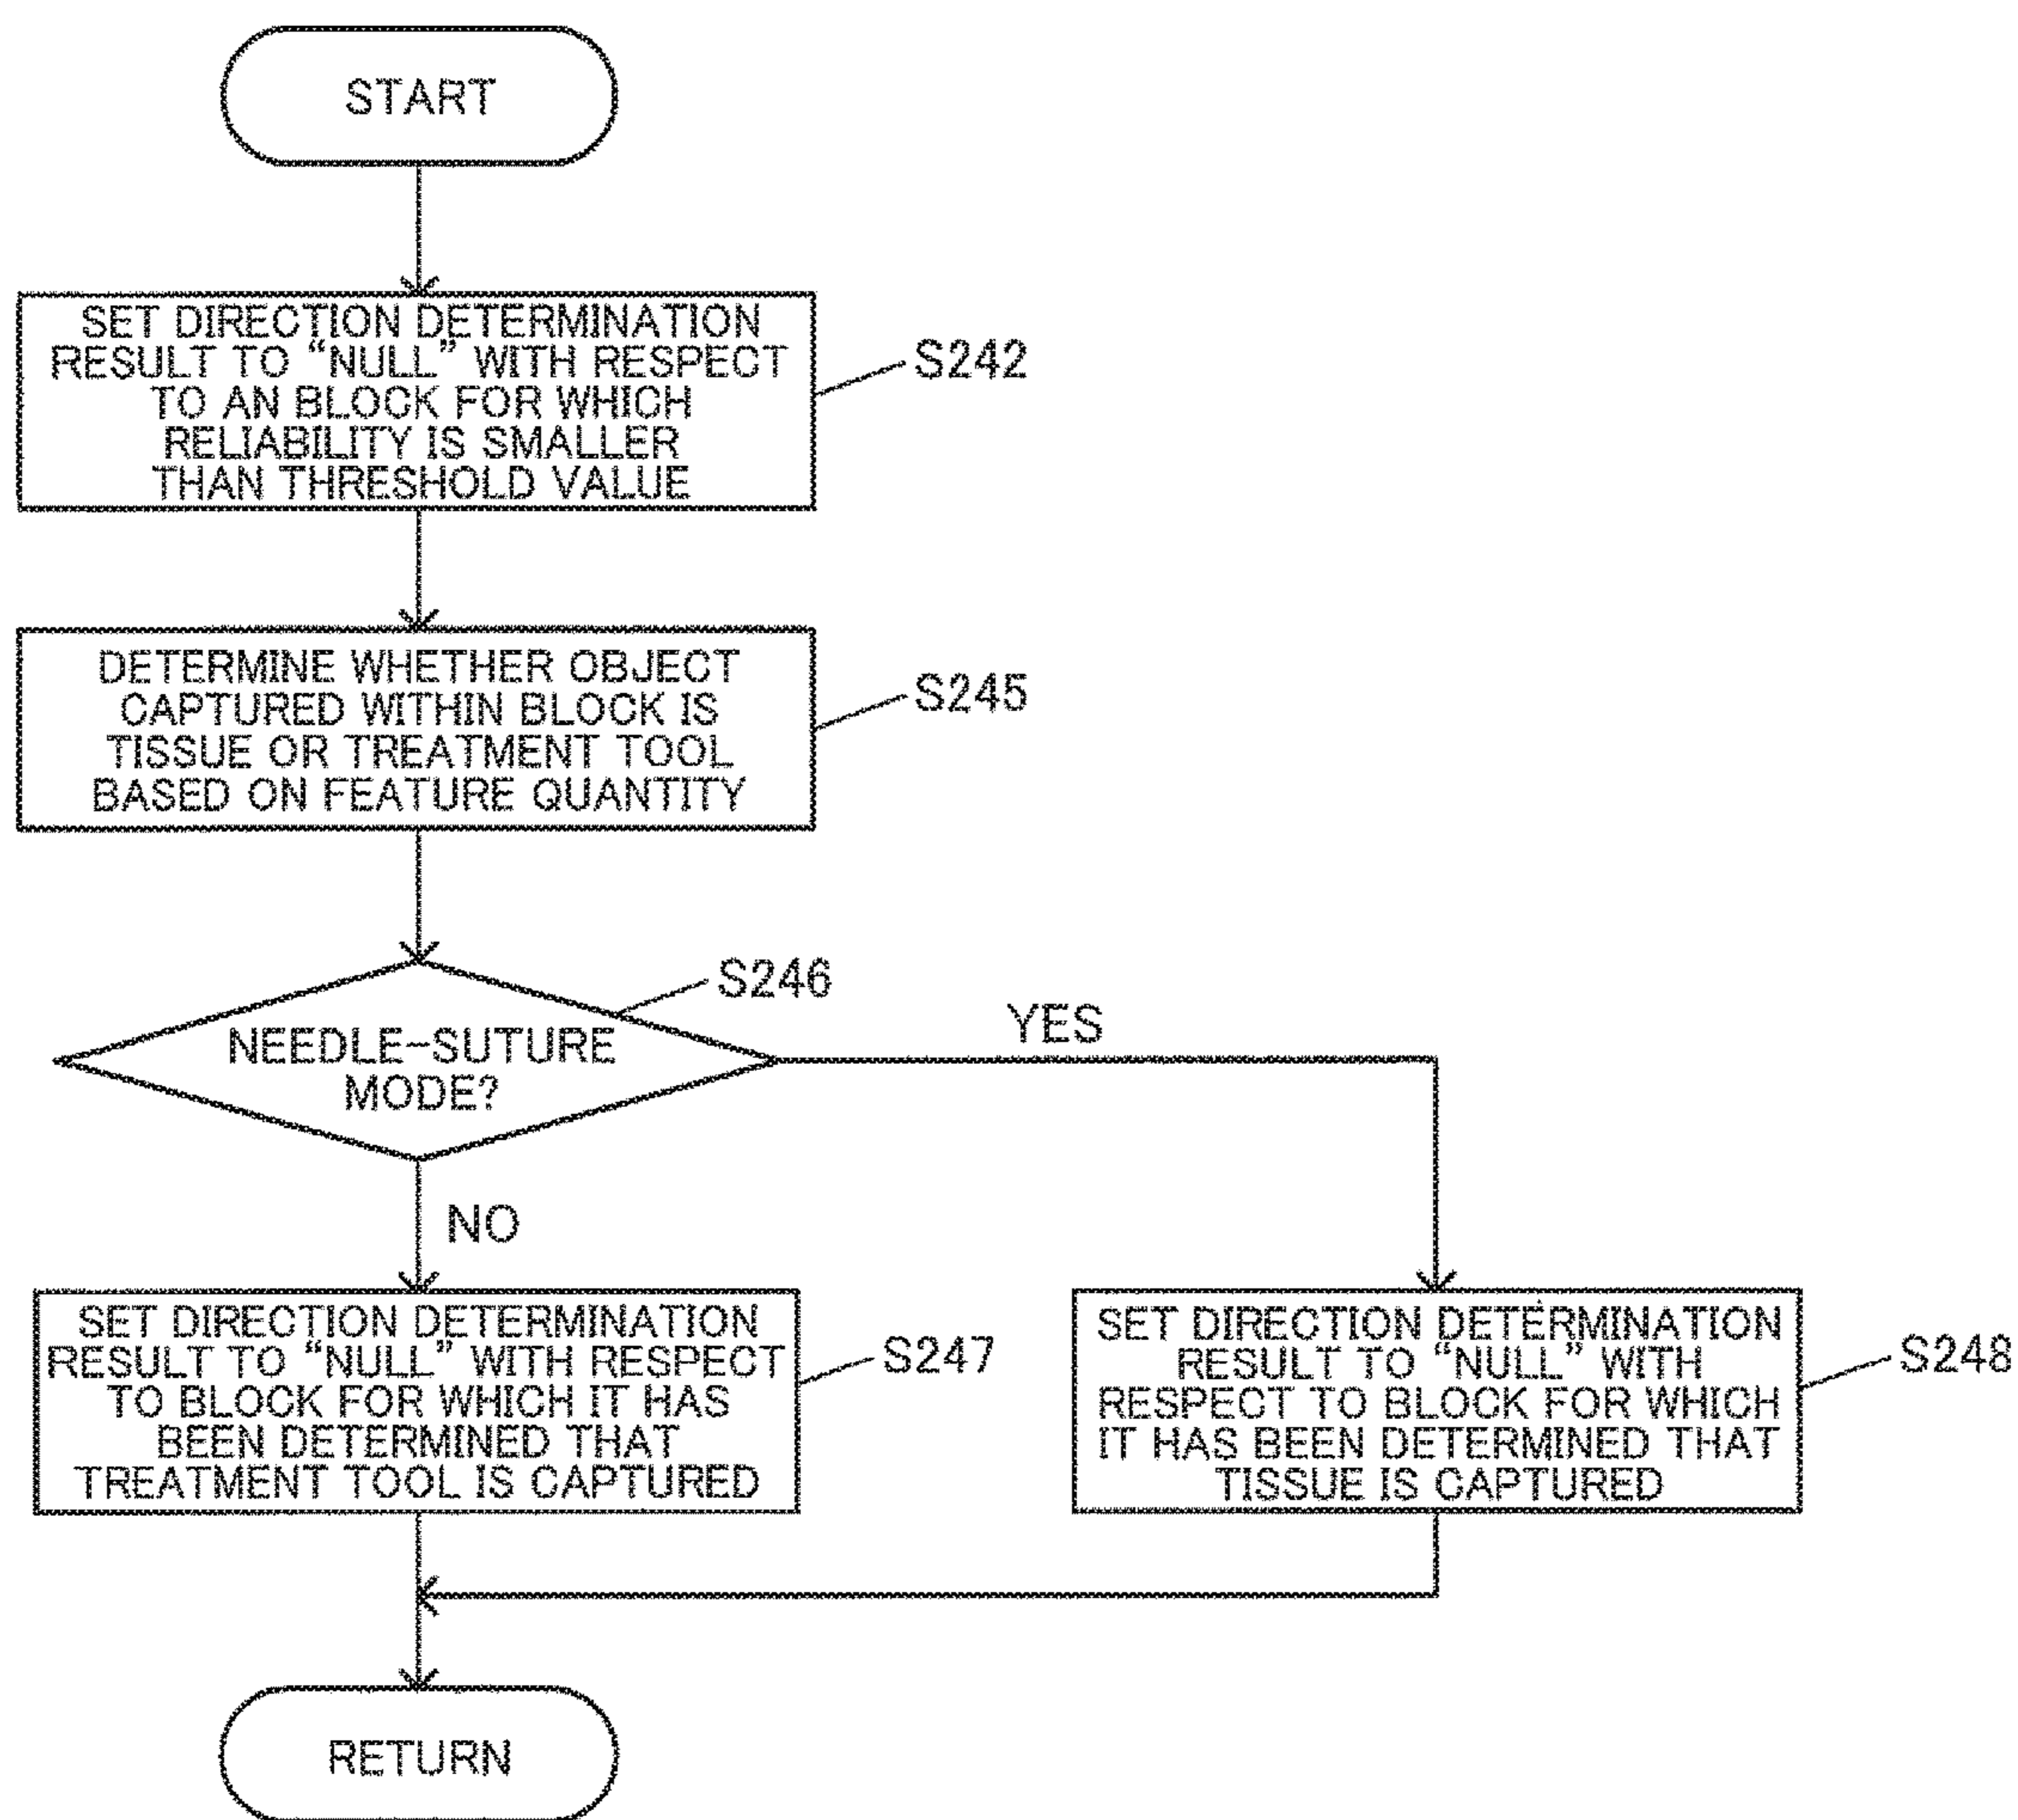 START
SET DIRECTION DETERMINATION
RESULT TO “NULL” WITH RESPECT
TO AN BLOCK FOR WHICH
RELIABILITY IS SMALLER
THAN THRESHOLD VALUE
S242
DETERMINE WHETHER OBJECT
CAPTURED WITHIN BLOCK IS
TISSUE OR TREATMENT TOOL
BASED ON FEATURE QUANTITY
S245
S246
NEEDLE-SUTURE
MODE?
YES
NO
SET DIRECTION DETERMINATION
RESULT TO “NULL” WITH RESPECT
TO BLOCK FOR WHICH IT HAS
BEEN DETERMINED THAT
TREATMENT TOOL IS CAPTURED
S247
SET DIRECTION DETERMINATION
RESULT TO “NULL” WITH
RESPECT TO BLOCK FOR WHICH
IT HAS BEEN DETERMINED THAT
TISSUE IS CAPTURED
S248
RETURN